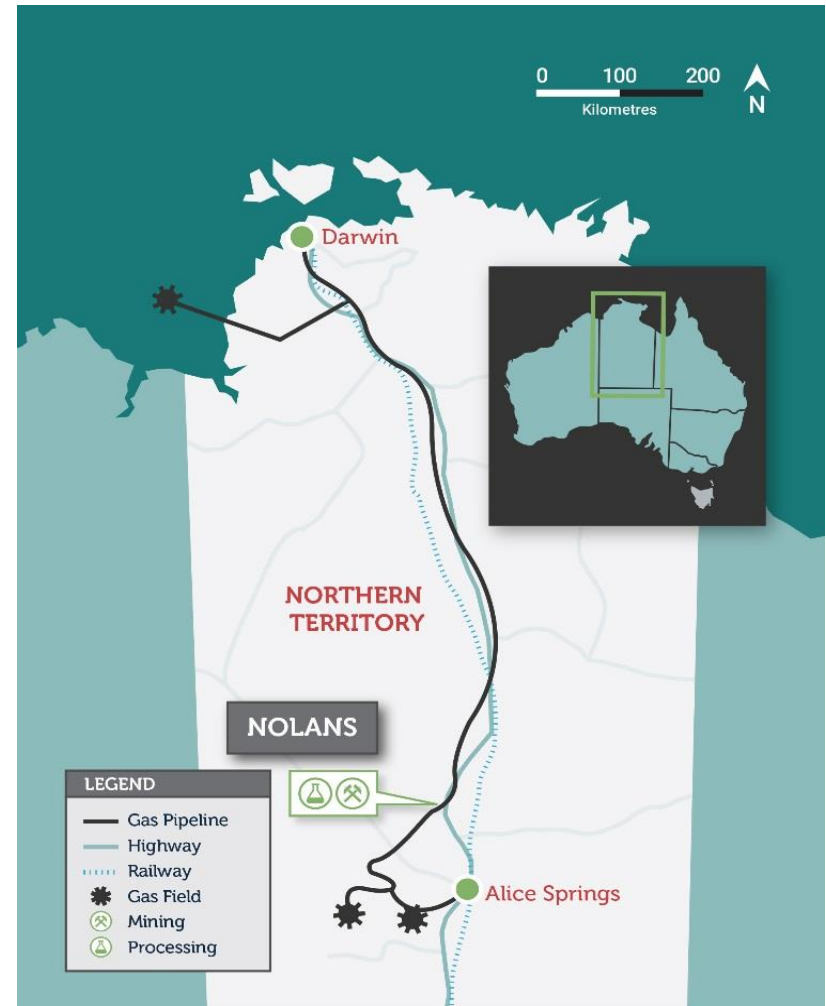 0 100 200
Kilometres
N
Darwin
NORTHERN
TERRITORY
NOLANS
LEGEND
Gas Pipeline
Highway
Railway
Gas Field
Mining
Processing
Alice Springs